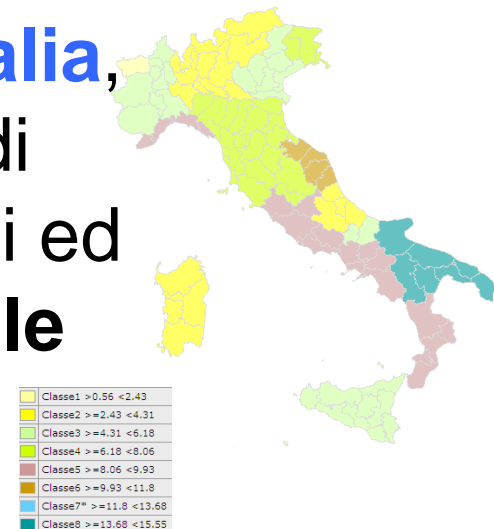 alia,
di
i ed
le
Classe1 >0.56 <2.43
Classe2 >=2.43 <4.31
Classe3 >=4.31 <6.18
Classe4 >=6.18 <8.06
Classe5 >=8.06 <9.93
Classe6 >=9.93 <11.8
Classe7* >=11.8 <13.68
Classe8 >=13.68 <15.55